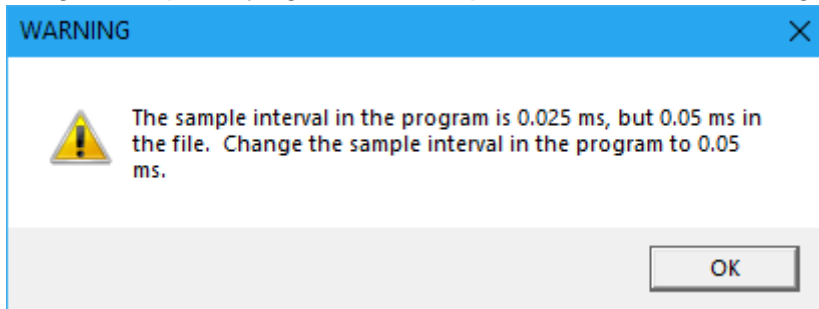 WARNING
The sample interval in the program is 0.025 ms, but 0.05 ms in
the file.  Change the sample interval in the program to 0.05
ms.
OK